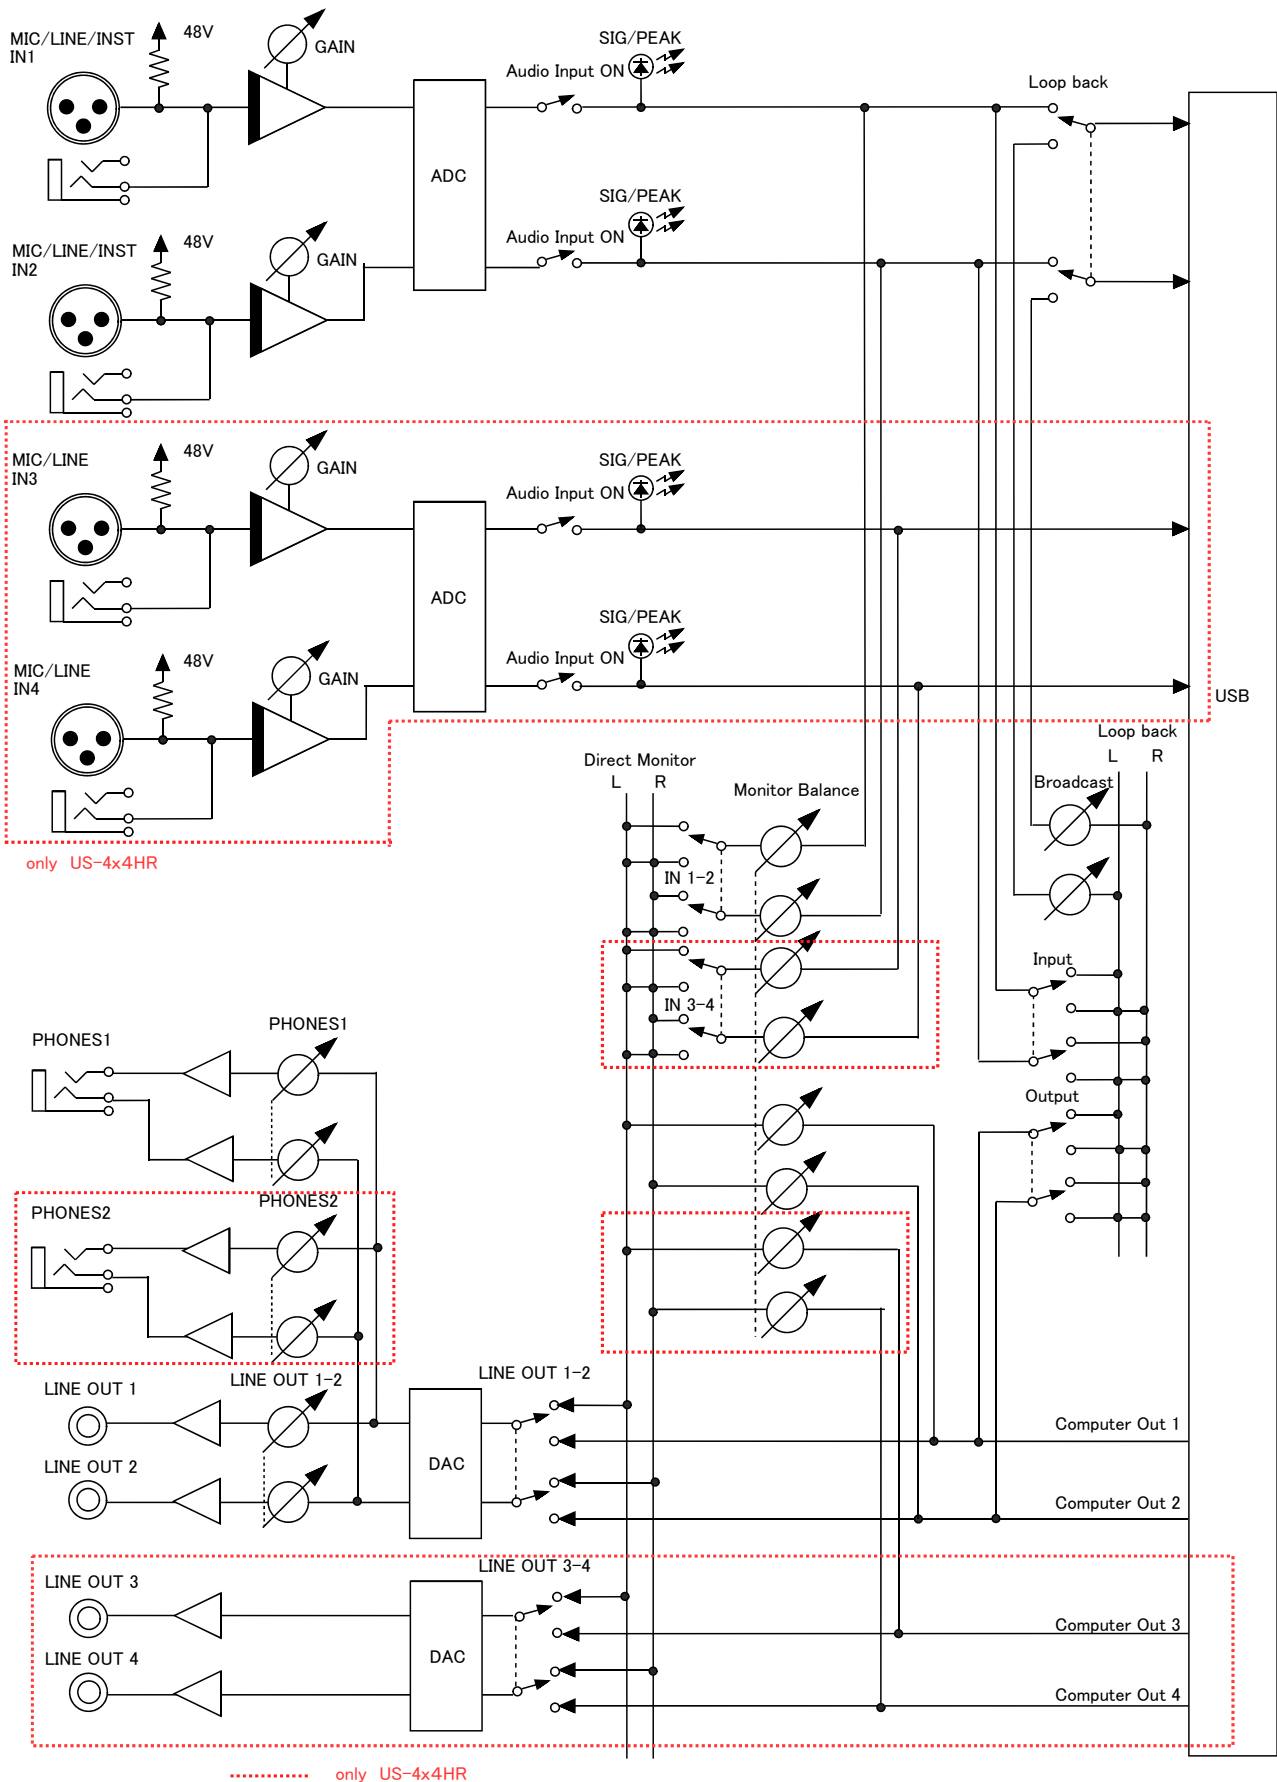 MIC/LINE/INST
IN1
48V
GAIN
ADC
Audio Input ON
SIG/PEAK
Loop back
MIC/LINE/INST
IN2
48V
GAIN
Audio Input ON
SIG/PEAK
MIC/LINE
IN3
48V
GAIN
ADC
Audio Input ON
SIG/PEAK
MIC/LINE
IN4
48V
GAIN
Audio Input ON
SIG/PEAK
USB
only US-4x4HR
Direct Monitor
L R
Monitor Balance
Loop back
L R
Broadcast
IN 1-2
IN 3-4
Input
Output
PHONES1
PHONES1
PHONES2
PHONES2
LINE OUT 1
LINE OUT 1-2
LINE OUT 2
DAC
LINE OUT 1-2
Computer Out 1
Computer Out 2
LINE OUT 3
LINE OUT 4
DAC
LINE OUT 3-4
Computer Out 3
Computer Out 4
only US-4x4HR